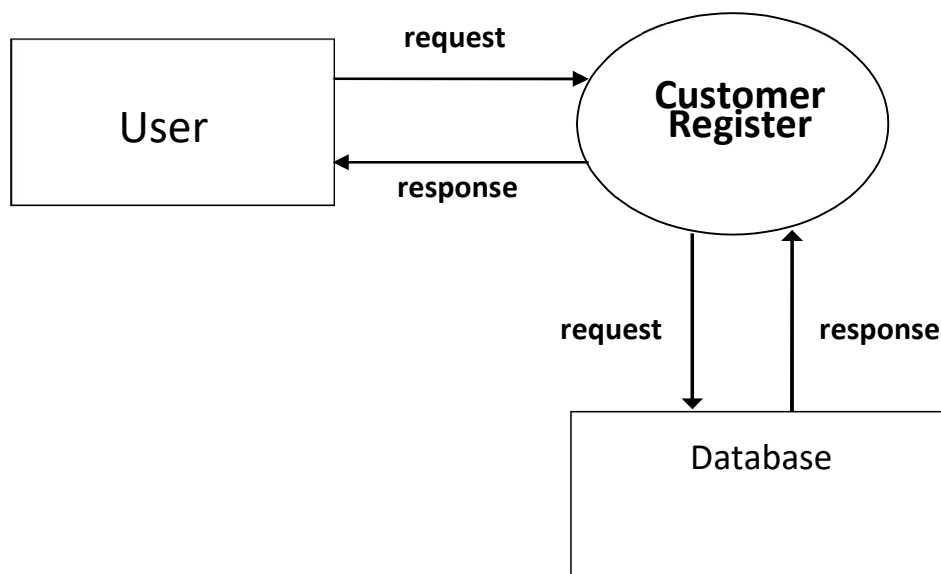 request
User
Customer
Register
response
request
response
Database